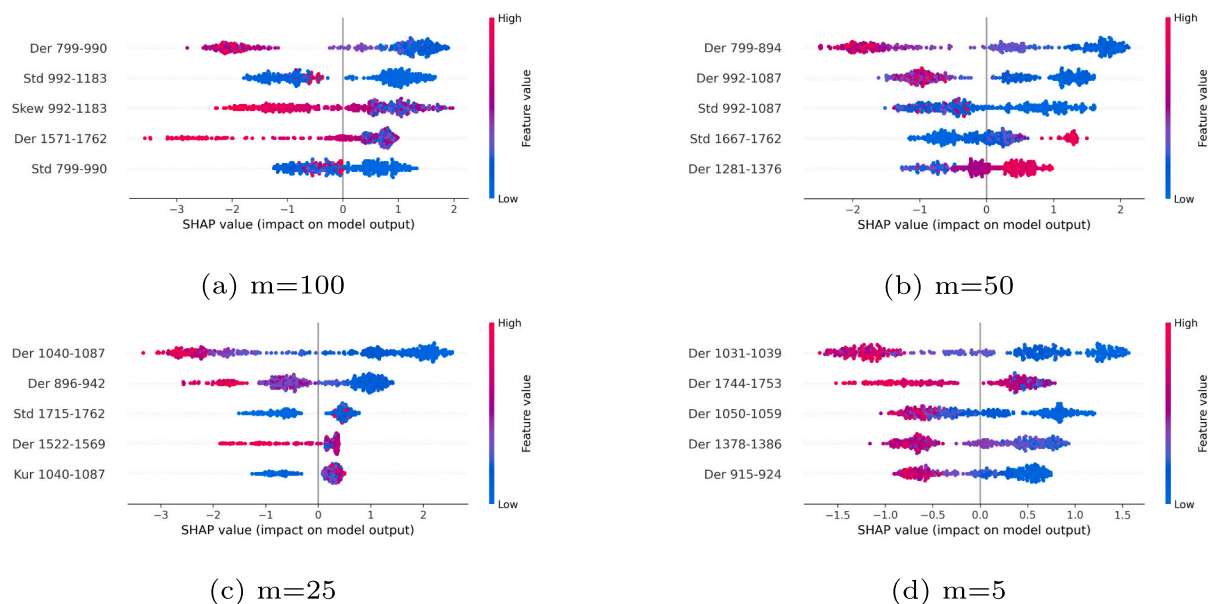 High
Der 799-990
Std 992-1183
Skew 992-1183
Der 1571-1762
Std 799-990
Feature value
Low
−3 −2 −1 0 1 2
SHAP value (impact on model output)
(a) m=100
High
Der 799-894
Der 992-1087
Std 992-1087
Std 1667-1762
Der 1281-1376
Feature value
Low
−2 −1 0 1 2
SHAP value (impact on model output)
(b) m=50
High
Der 1040-1087
Der 896-942
Std 1715-1762
Der 1522-1569
Kur 1040-1087
Feature value
Low
−3 −2 −1 0 1 2
SHAP value (impact on model output)
(c) m=25
High
Der 1031-1039
Der 1744-1753
Der 1050-1059
Der 1378-1386
Der 915-924
Feature value
Low
−1.5 −1.0 −0.5 0.0 0.5 1.0 1.5
SHAP value (impact on model output)
(d) m=5